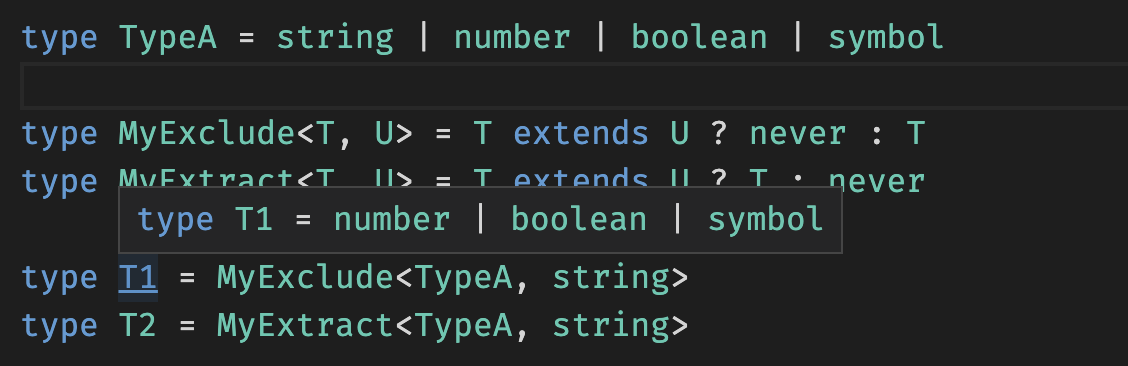 type TypeA = string | number | boolean | symbol
type MyExclude<T, U> = T extends U ? never : T
type MyExtract<T, U> = T extends U ? T : never
type T1 = number | boolean | symbol
type T1 = MyExclude<TypeA, string>
type T2 = MyExtract<TypeA, string>